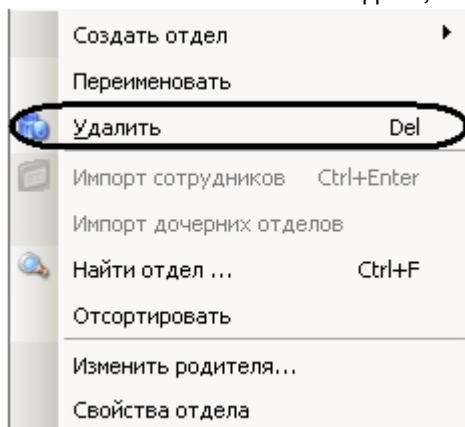 Создать отдел
Переименовать
Удалить Del
Импорт сотрудников Ctrl+Enter
Импорт дочерних отделов
Найти отдел ... Ctrl+F
Отсортировать
Изменить родителя...
Свойства отдела